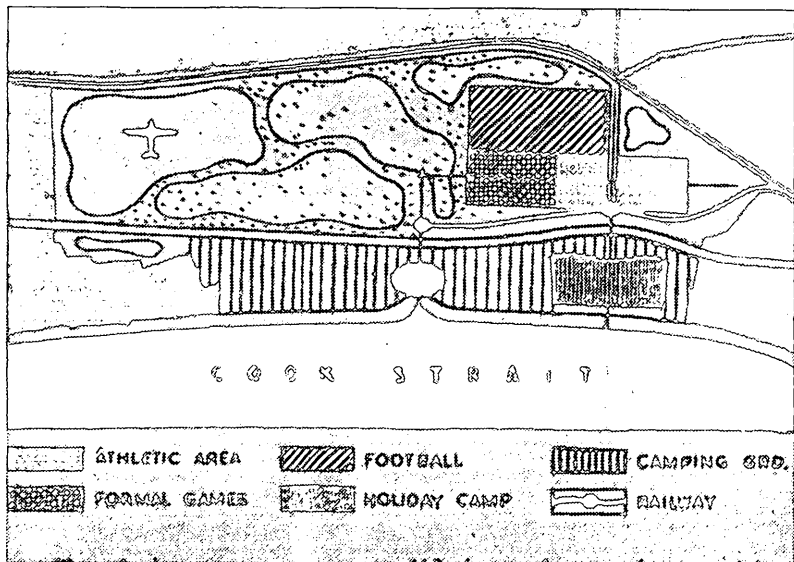 COOK STRAIT
ATHLETIC AREA
FOOTBALL
CAMPING GRD.
FORMAL GAMES
HOLIDAY CAMP
RAILWAY